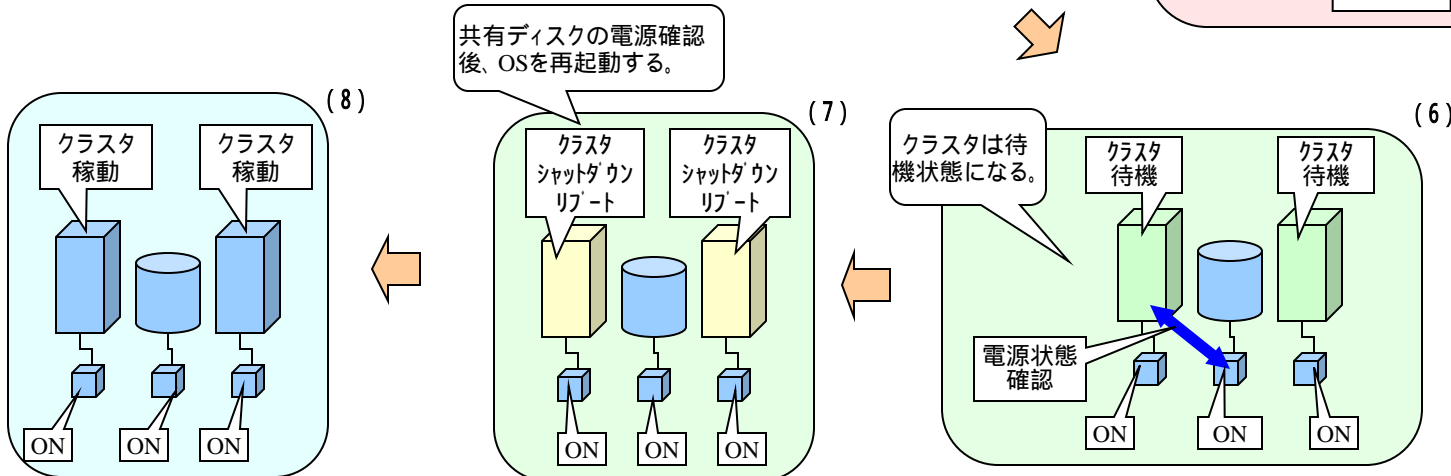 共有ディスクの電源確認
後、OSを再起動する。
(8)
クラスタ
稼動
クラスタ
稼動
ON
ON
ON
(7)
クラスタ
シャットダウン
リブート
クラスタ
シャットダウン
リブート
ON
ON
ON
(6)
クラスタは待
機状態になる。
クラスタ
待機
クラスタ
待機
電源状態
確認
ON
ON
ON